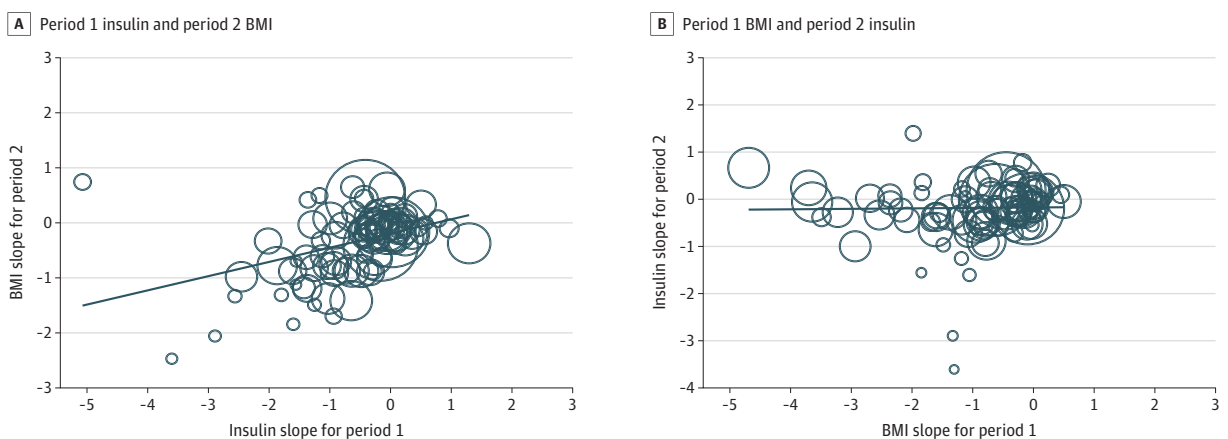 A Period 1 insulin and period 2 BMI
3
2
1
0
-1
-2
-3
BMI slope for period 2
-5 -4 -3 -2 -1 0 1 2 3
Insulin slope for period 1
B Period 1 BMI and period 2 insulin
3
2
1
0
-1
-2
-3
-4
Insulin slope for period 2
-5 -4 -3 -2 -1 0 1 2 3
BMI slope for period 1